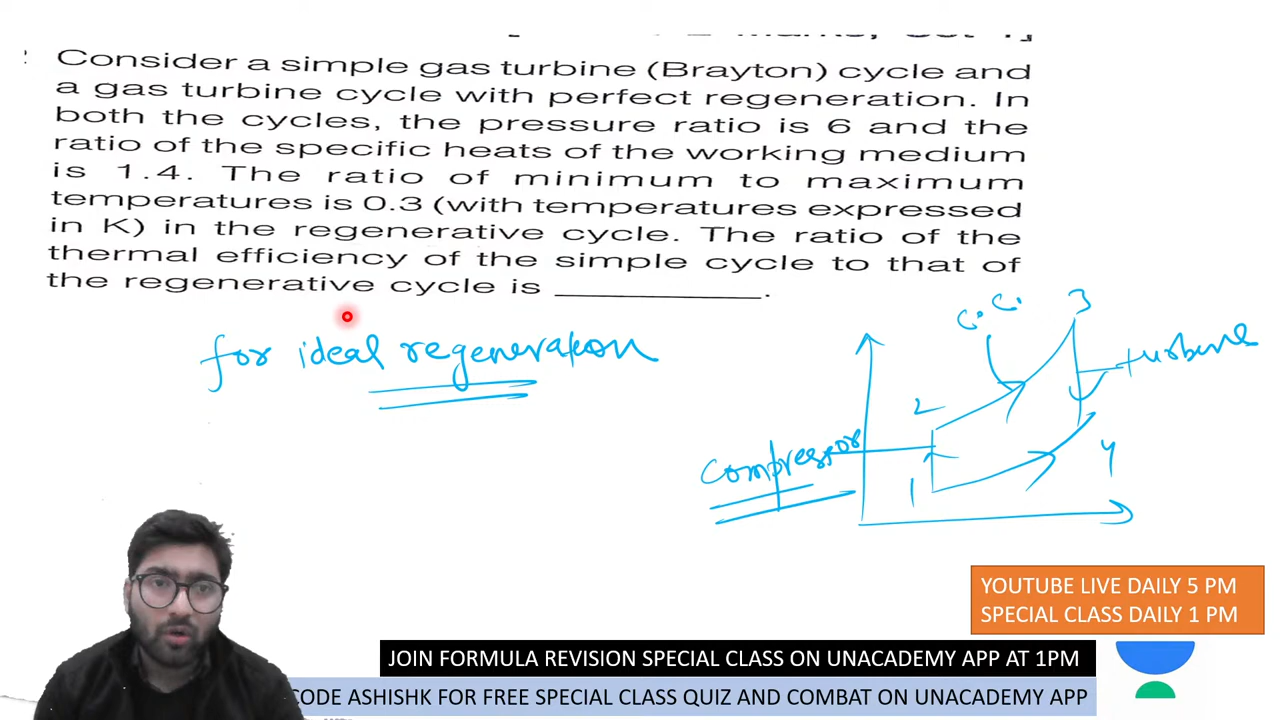 Consider a simple gas turbine (Brayton) cycle and
a gas turbine cycle with perfect regeneration. In
both the cycles, the pressure ratio is 6 and the
ratio of the specific heats of the working medium
is 1.4. The ratio of minimum to maximum
temperatures is 0.3 (with temperatures expressed
in K) in the regenerative cycle. The ratio of the
thermal efficiency of the simple cycle to that of
the regenerative cycle is __________.
for ideal regeneration
C.C.
3
turbine
2
compressor
1
4
YOUTUBE LIVE DAILY 5 PM
SPECIAL CLASS DAILY 1 PM
JOIN FORMULA REVISION SPECIAL CLASS ON UNACADEMY APP AT 1PM
CODE ASHISHK FOR FREE SPECIAL CLASS QUIZ AND COMBAT ON UNACADEMY APP